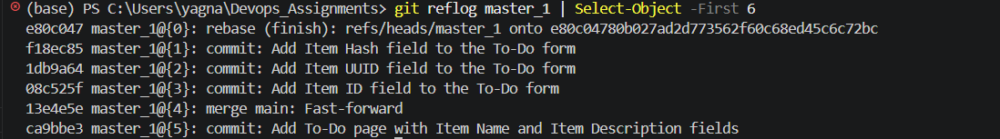 (base) PS C:\Users\yagna\Devops_Assignments> git reflog master_1 | Select-Object -First 6
e80c047 master_1@{0}: rebase (finish): refs/heads/master_1 onto e80c04780b027ad2d773562f60c68ed45c6c72bc
f18ec85 master_1@{1}: commit: Add Item Hash field to the To-Do form
1db9a64 master_1@{2}: commit: Add Item UUID field to the To-Do form
08c525f master_1@{3}: commit: Add Item ID field to the To-Do form
13e4e5e master_1@{4}: merge main: Fast-forward
ca9bbe3 master_1@{5}: commit: Add To-Do page with Item Name and Item Description fields